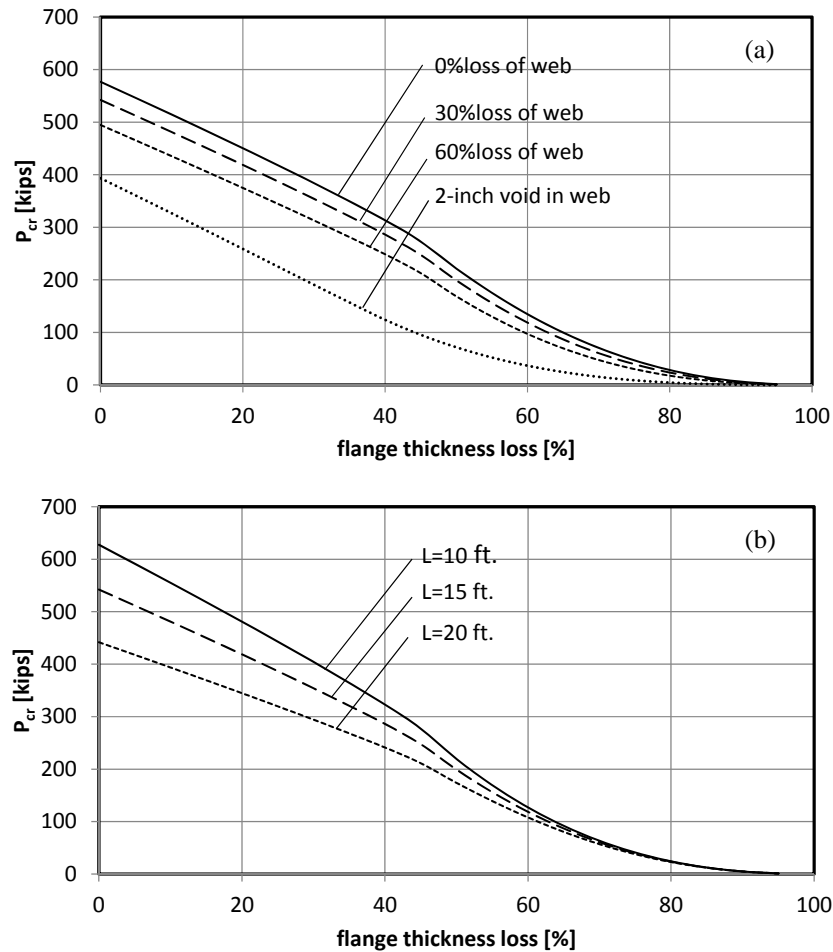 700
(a)
600
0%loss of web
500
30%loss of web
400
60%loss of web
2-inch void in web
300
200
100
0
P_cr [kips]
0 20 40 60 80 100
flange thickness loss [%]
700
(b)
600
L=10 ft.
500
L=15 ft.
400
L=20 ft.
300
200
100
0
P_cr [kips]
0 20 40 60 80 100
flange thickness loss [%]